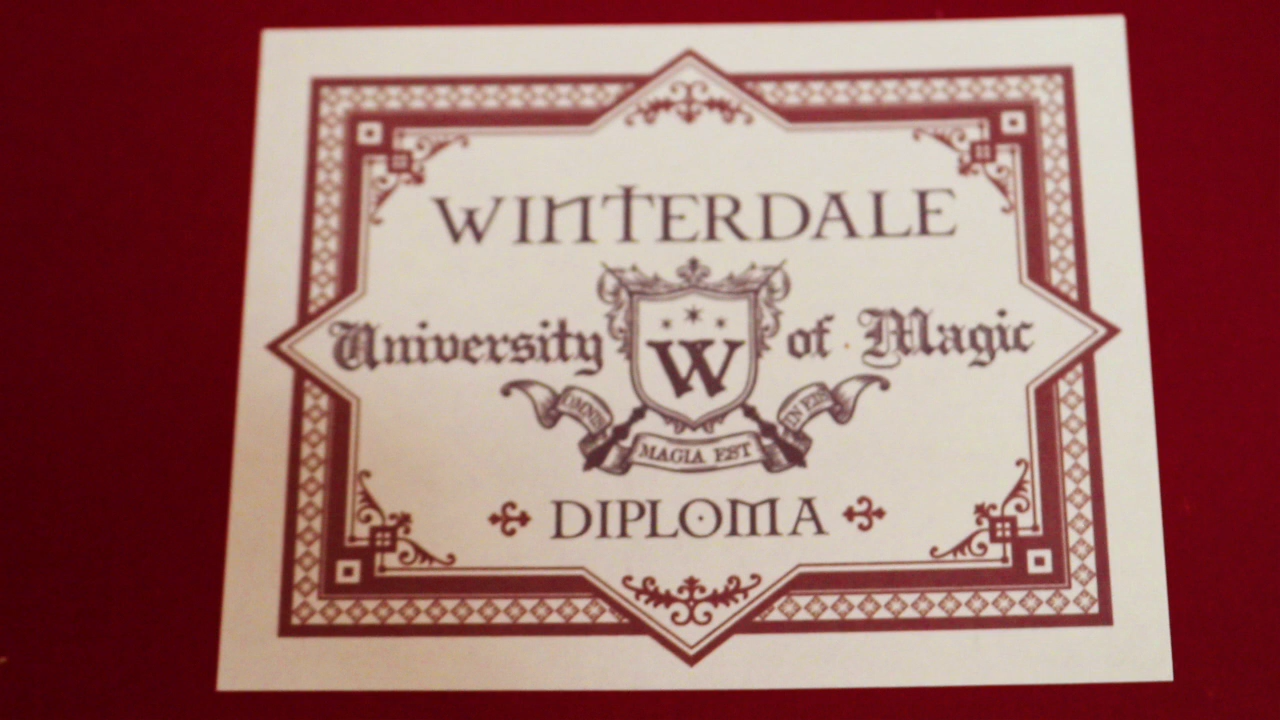 WINTERDALE
University of Magic
W
OMNIS MAGIA EST IN EIS
DIPLOMA